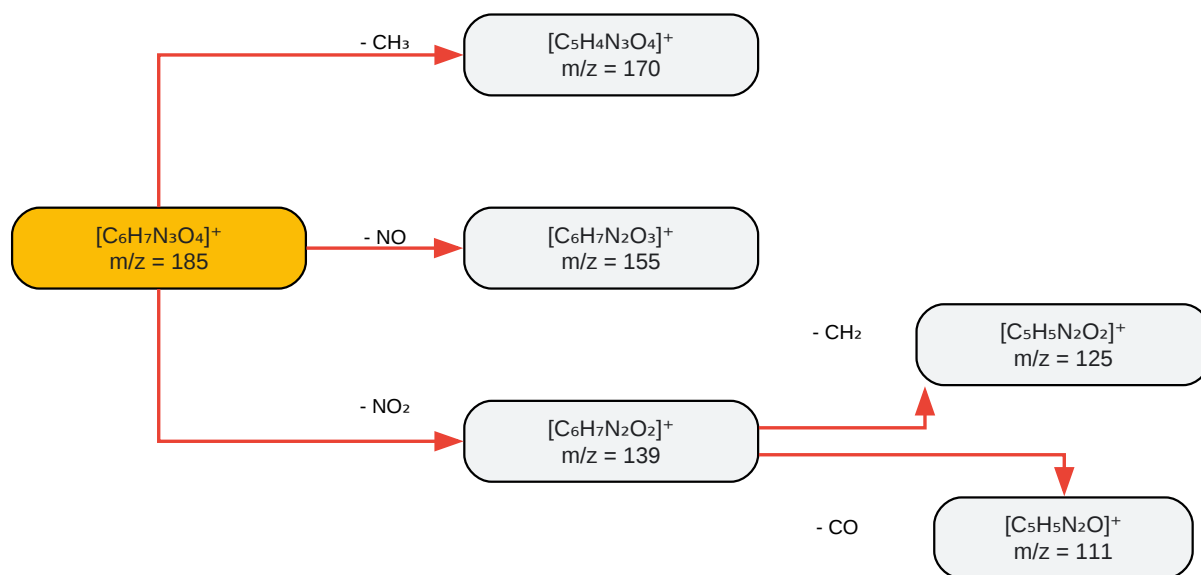 - CH₃
[C₅H₄N₃O₄]⁺
m/z = 170
[C₆H₇N₃O₄]⁺
m/z = 185
- NO
[C₆H₇N₂O₃]⁺
m/z = 155
- CH₂
[C₅H₅N₂O₂]⁺
m/z = 125
- NO₂
[C₆H₇N₂O₂]⁺
m/z = 139
- CO
[C₅H₅N₂O]⁺
m/z = 111